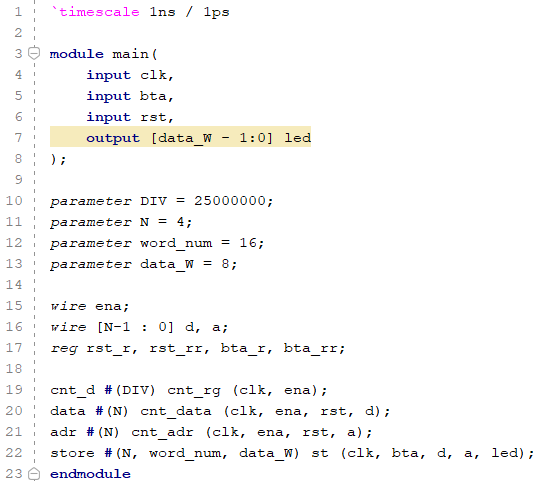 1 `timescale 1ns / 1ps
2
3 module main(
4     input clk,
5     input bta,
6     input rst,
7     output [data_W - 1:0] led
8 );
9
10 parameter DIV = 25000000;
11 parameter N = 4;
12 parameter word_num = 16;
13 parameter data_W = 8;
14
15 wire ena;
16 wire [N-1 : 0] d, a;
17 reg rst_r, rst_rr, bta_r, bta_rr;
18
19 cnt_d #(DIV) cnt_rg (clk, ena);
20 data #(N) cnt_data (clk, ena, rst, d);
21 adr #(N) cnt_adr (clk, ena, rst, a);
22 store #(N, word_num, data_W) st (clk, bta, d, a, led);
23 endmodule